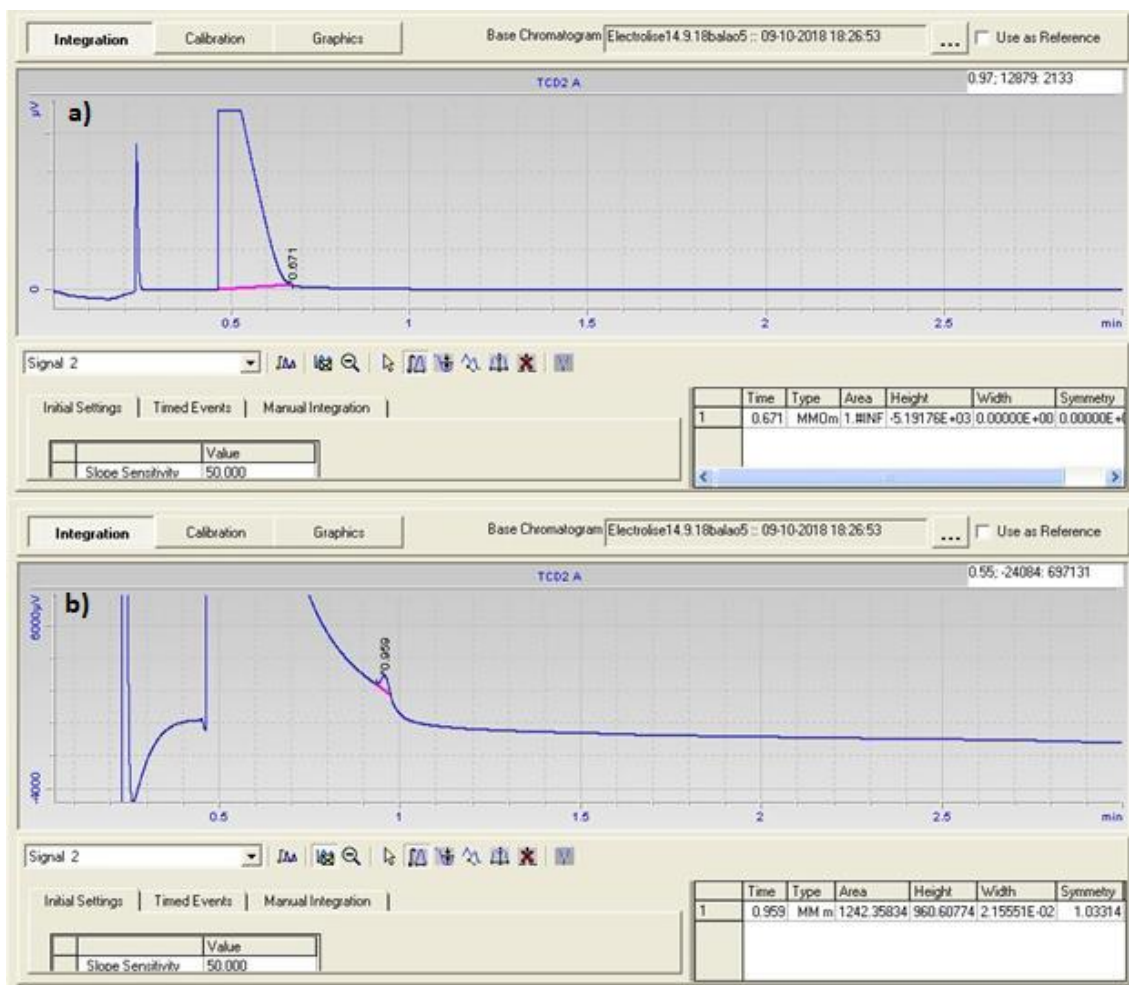 Integration Calibration Graphics Base Chromatogram Electrolise14.9.18balao5 :: 09-10-2018 18:26:53 ... Use as Reference
TCD2 A 0.97; 12879: 2133
µV
a)
0.671
0
0.5 1 1.5 2 2.5 min
Signal 2
Initial Settings Timed Events Manual Integration
Value
Slope Sensitivity 50.000
Time Type Area Height Width Symmetry
1 0.671 MM0m 1.#INF -5.19176E+03 0.00000E+00 0.00000E+(
Integration Calibration Graphics Base Chromatogram Electrolise14.9.18balao5 :: 09-10-2018 18:26:53 ... Use as Reference
TCD2 A 0.55; -24084: 697131
6000µV
b)
0.959
-4000
0.5 1 1.5 2 2.5 min
Signal 2
Initial Settings Timed Events Manual Integration
Value
Slope Sensitivity 50.000
Time Type Area Height Width Symmetry
1 0.959 MM m 1242.35834 960.60774 2.15551E-02 1.03314